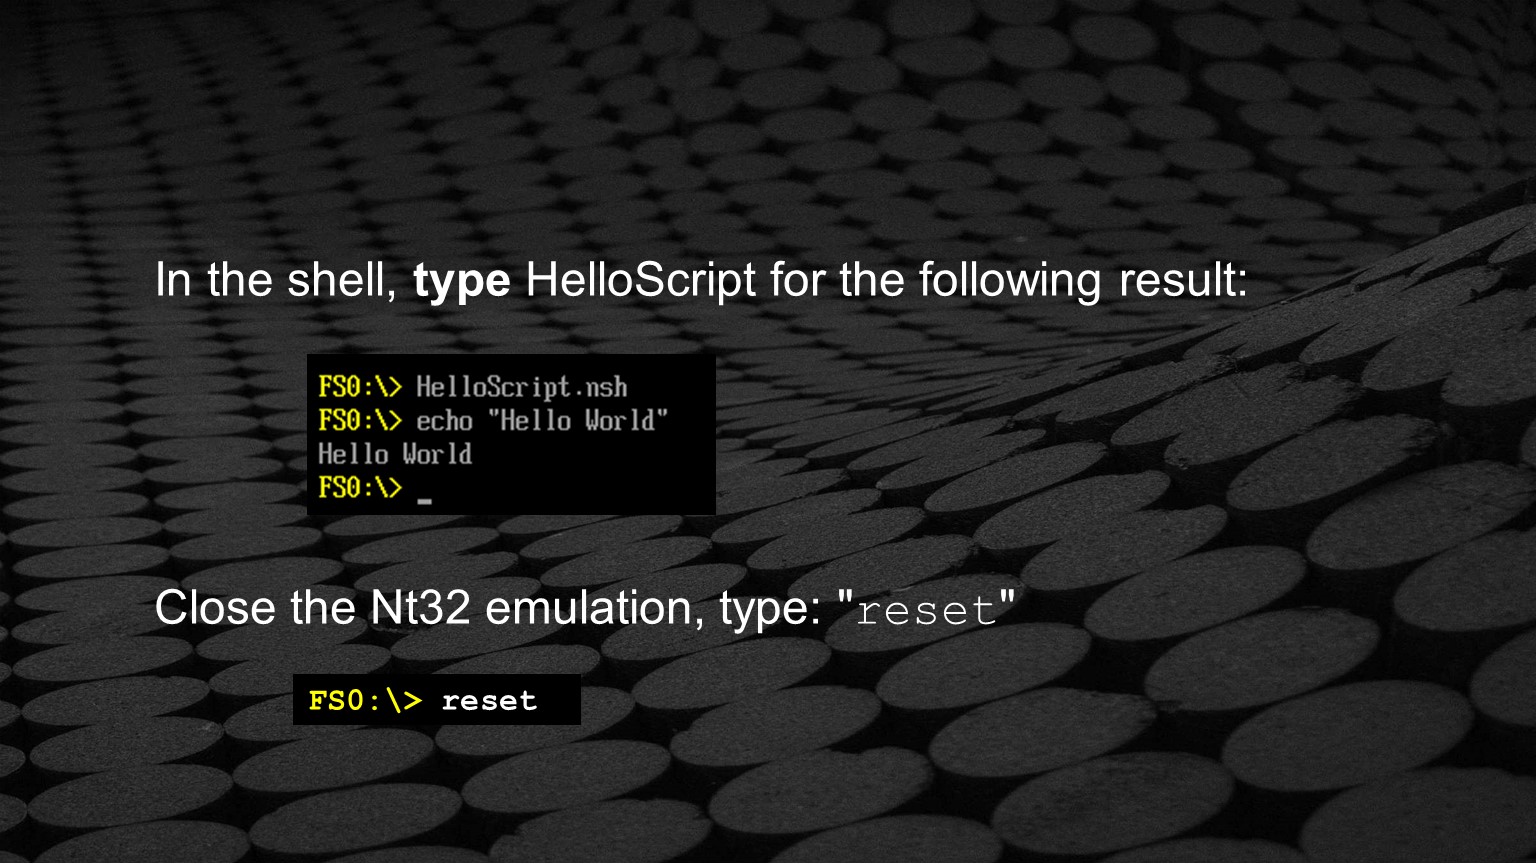 In the shell, type HelloScript for the following result:
FS0:\> HelloScript.nsh
FS0:\> echo "Hello World"
Hello World
FS0:\> _
Close the Nt32 emulation, type: "reset"
FS0:\> reset